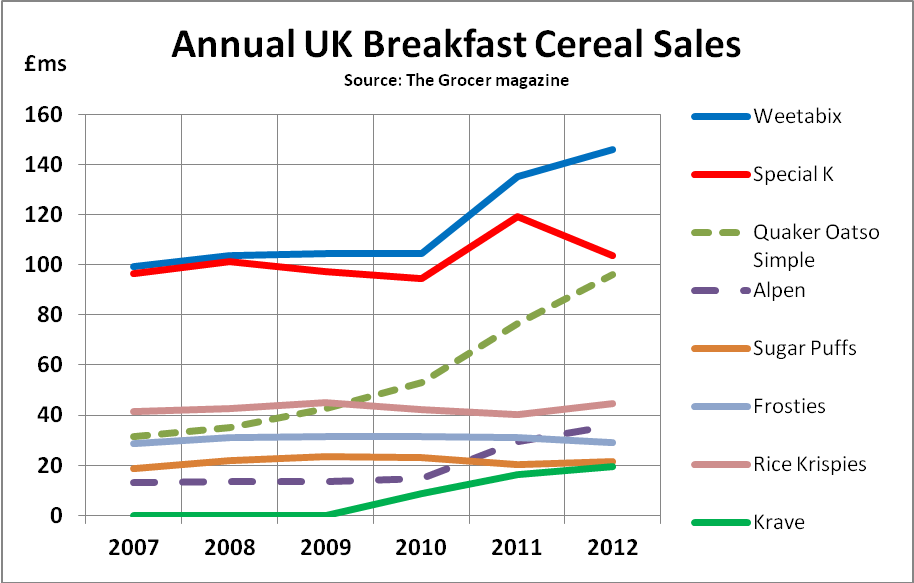 Annual UK Breakfast Cereal Sales
£ms
Source: The Grocer magazine
160
140
120
100
80
60
40
20
0
2007 2008 2009 2010 2011 2012
Weetabix
Special K
Quaker Oatso
Simple
Alpen
Sugar Puffs
Frosties
Rice Krispies
Krave